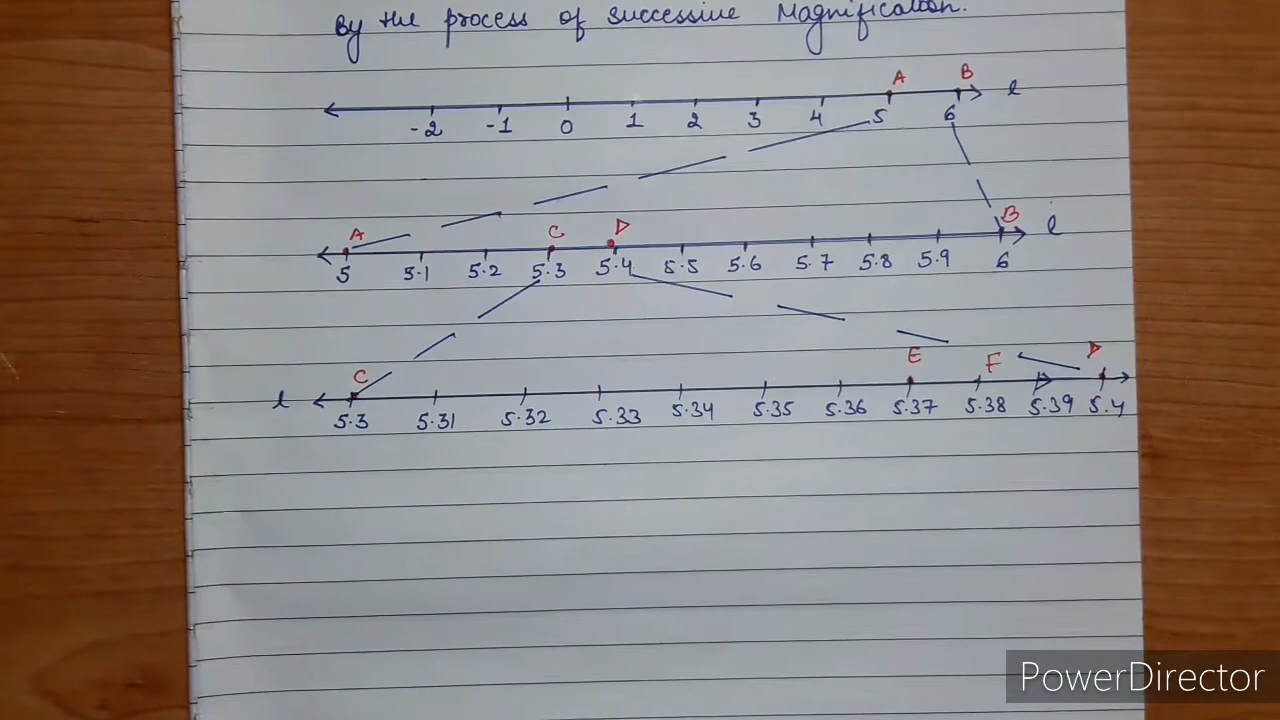 By the process of successive Magnification.
A B
-2 -1 0 1 2 3 4 5 6 l
A C D B l
5 5.1 5.2 5.3 5.4 5.5 5.6 5.7 5.8 5.9 6
C E F D
l
5.3 5.31 5.32 5.33 5.34 5.35 5.36 5.37 5.38 5.39 5.4
PowerDirector